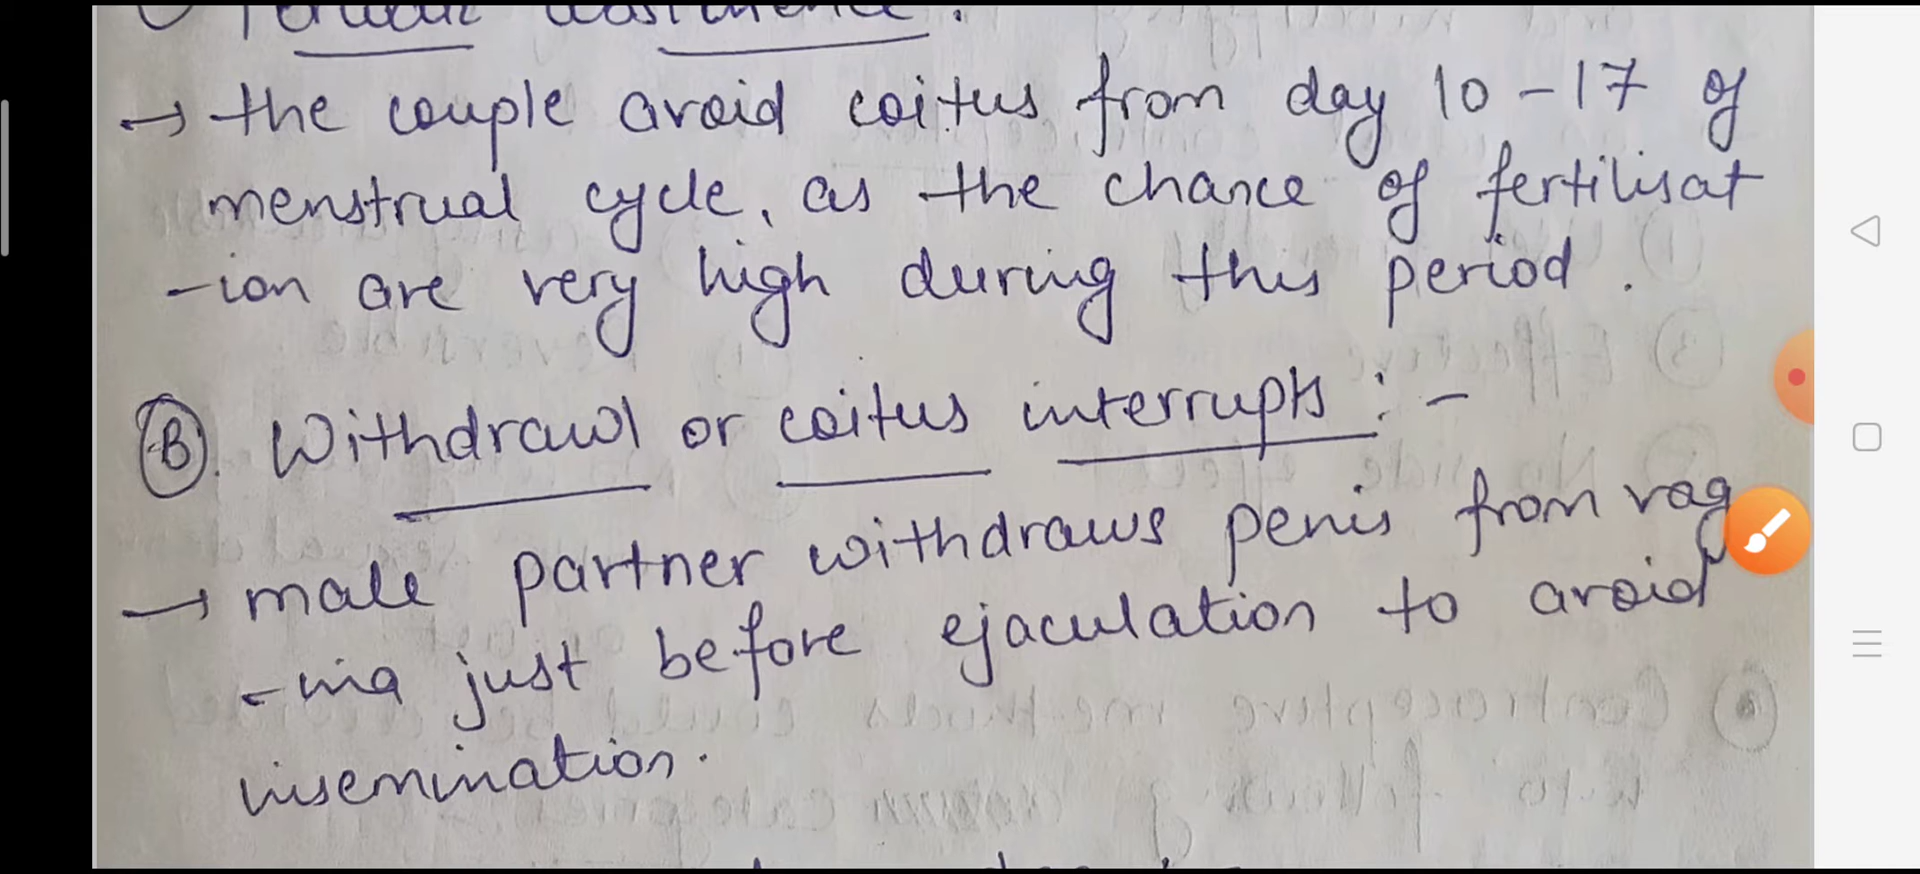 → the couple avoid coitus from day 10-17 of
menstrual cycle, as the chance of fertilisat
-ion are very high during this period.
Ⓑ. Withdrawl or coitus interrupts :-
→ male partner withdraws penis from vag
-ina just before ejaculation to avoid
insemination.